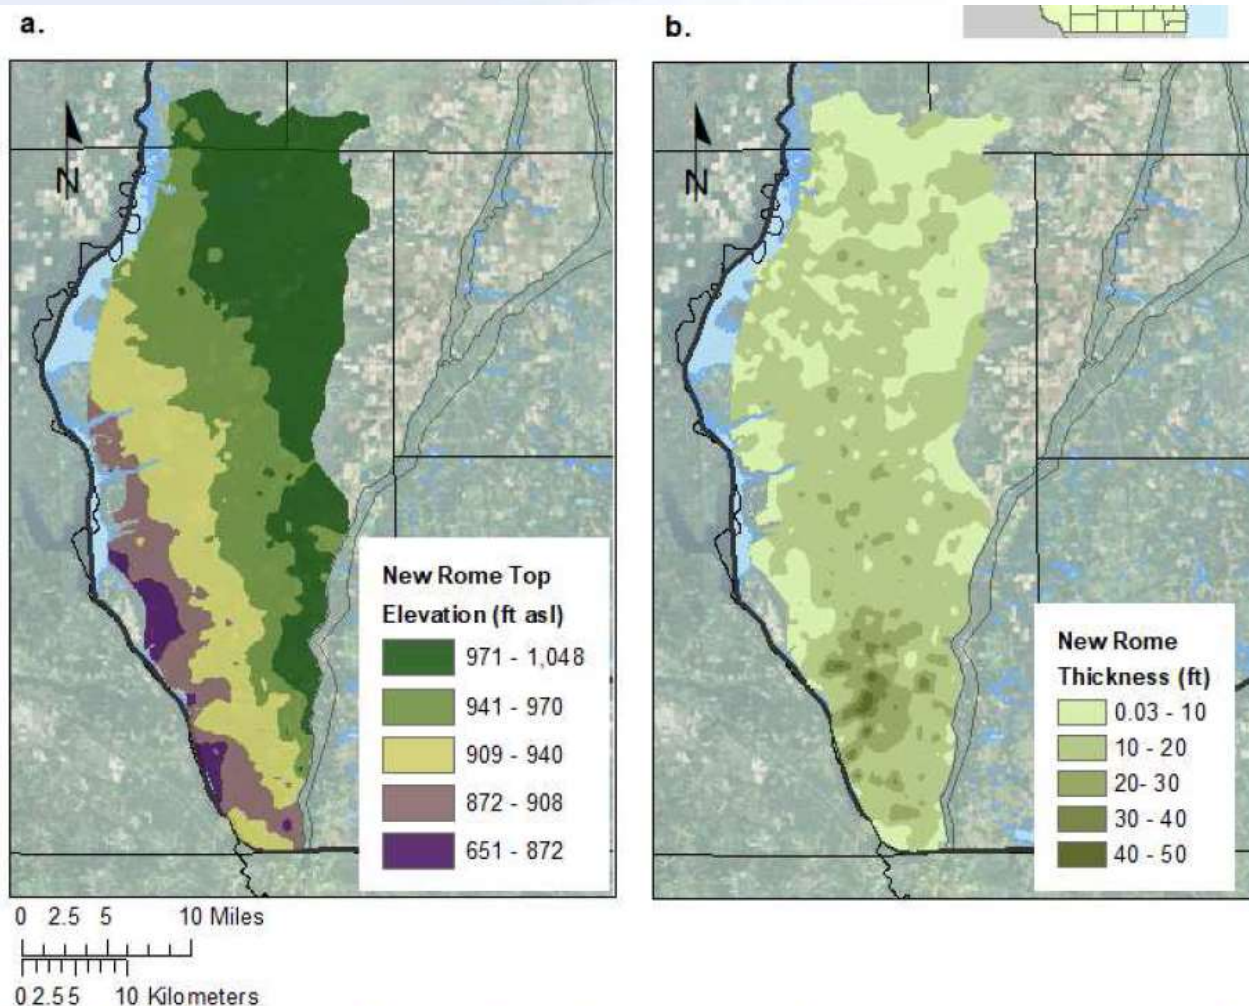 a.
b.
N
N
New Rome Top
Elevation (ft asl)
971 - 1,048
941 - 970
909 - 940
872 - 908
651 - 872
New Rome
Thickness (ft)
0.03 - 10
10 - 20
20- 30
30 - 40
40 - 50
0 2.5 5 10 Miles
0 2.5 5 10 Kilometers